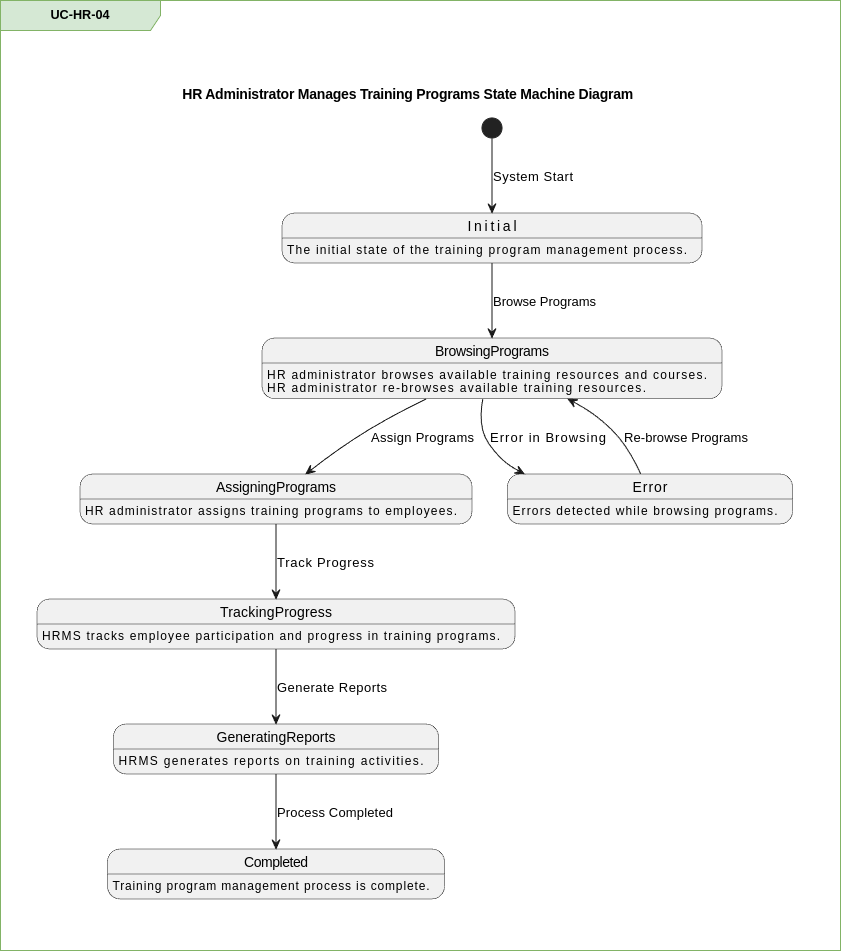 UC-HR-04
HR Administrator Manages Training Programs State Machine Diagram
System Start
Initial
The initial state of the training program management process.
Browse Programs
BrowsingPrograms
HR administrator browses available training resources and courses.
HR administrator re-browses available training resources.
Assign Programs
Error in Browsing
Re-browse Programs
AssigningPrograms
HR administrator assigns training programs to employees.
Error
Errors detected while browsing programs.
Track Progress
TrackingProgress
HRMS tracks employee participation and progress in training programs.
Generate Reports
GeneratingReports
HRMS generates reports on training activities.
Process Completed
Completed
Training program management process is complete.